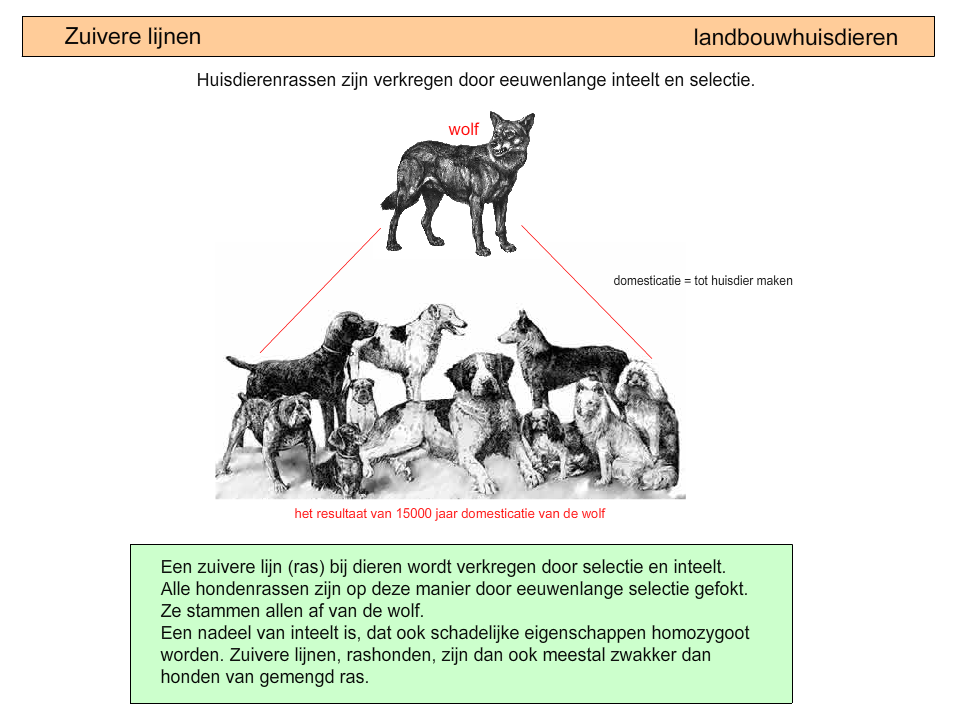 Zuivere lijnen
landbouwhuisdieren
Huisdierenrassen zijn verkregen door eeuwenlange inteelt en selectie.
wolf
domesticatie = tot huisdier maken
het resultaat van 15000 jaar domesticatie van de wolf
Een zuivere lijn (ras) bij dieren wordt verkregen door selectie en inteelt.
Alle hondenrassen zijn op deze manier door eeuwenlange selectie gefokt.
Ze stammen allen af van de wolf.
Een nadeel van inteelt is, dat ook schadelijke eigenschappen homozygoot
worden. Zuivere lijnen, rashonden, zijn dan ook meestal zwakker dan
honden van gemengd ras.